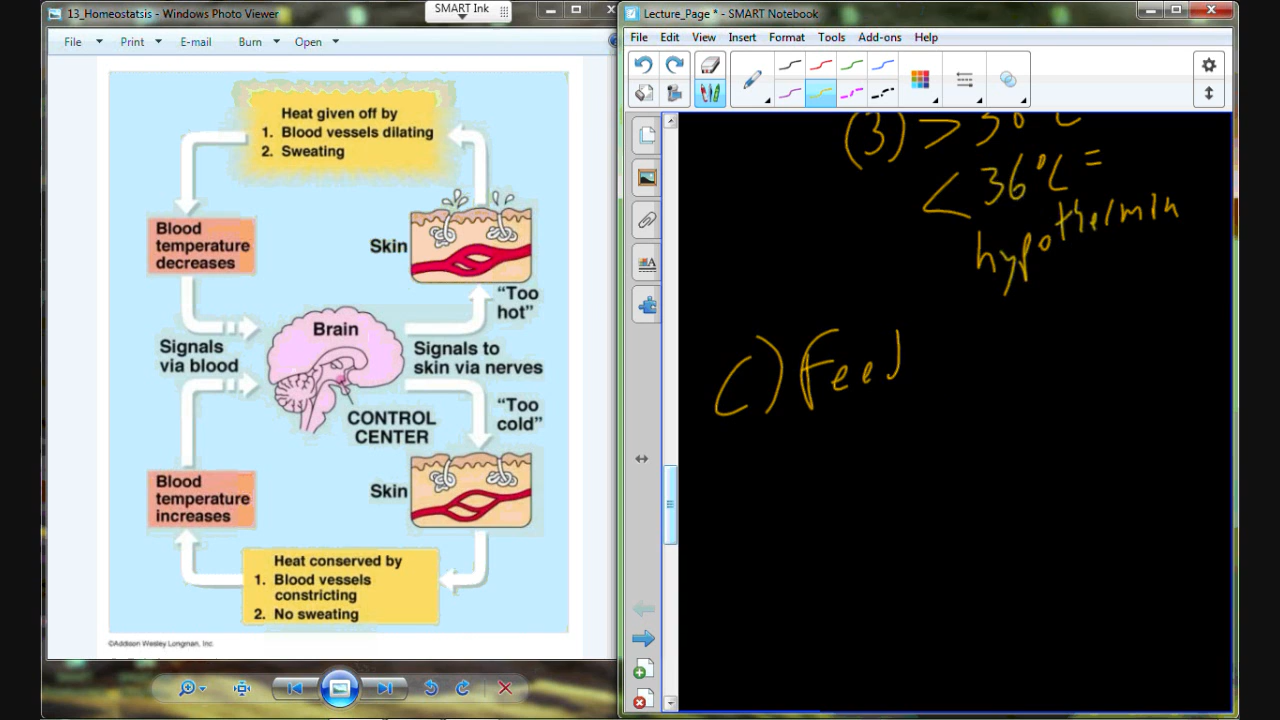 13_Homeostatsis - Windows Photo Viewer
SMART Ink
File Print E-mail Burn Open
Heat given off by
1. Blood vessels dilating
2. Sweating
Blood
temperature
decreases
Skin
"Too
hot"
Brain
Signals
via blood
Signals to
skin via nerves
CONTROL
CENTER
"Too
cold"
Blood
temperature
increases
Skin
Heat conserved by
1. Blood vessels
constricting
2. No sweating
©Addison Wesley Longman, Inc.
Lecture_Page * - SMART Notebook
File Edit View Insert Format Tools Add-ons Help
(3) >
<36°C =
hypothermia
C) Feed